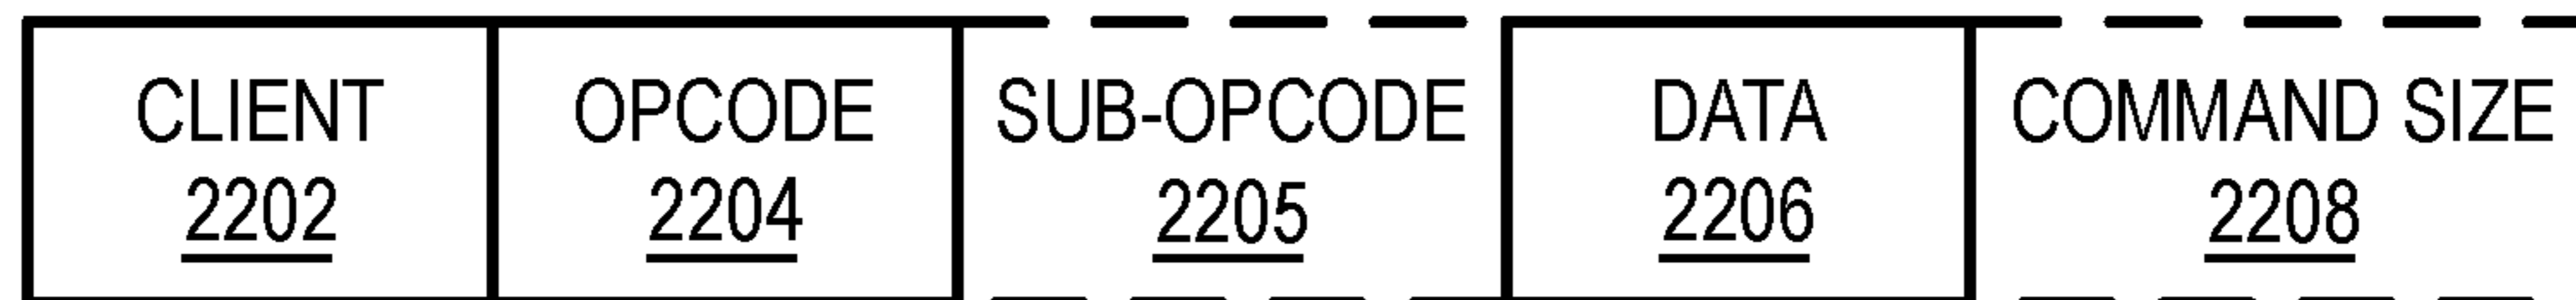 CLIENT
2202
OPCODE
2204
SUB-OPCODE
2205
DATA
2206
COMMAND SIZE
2208